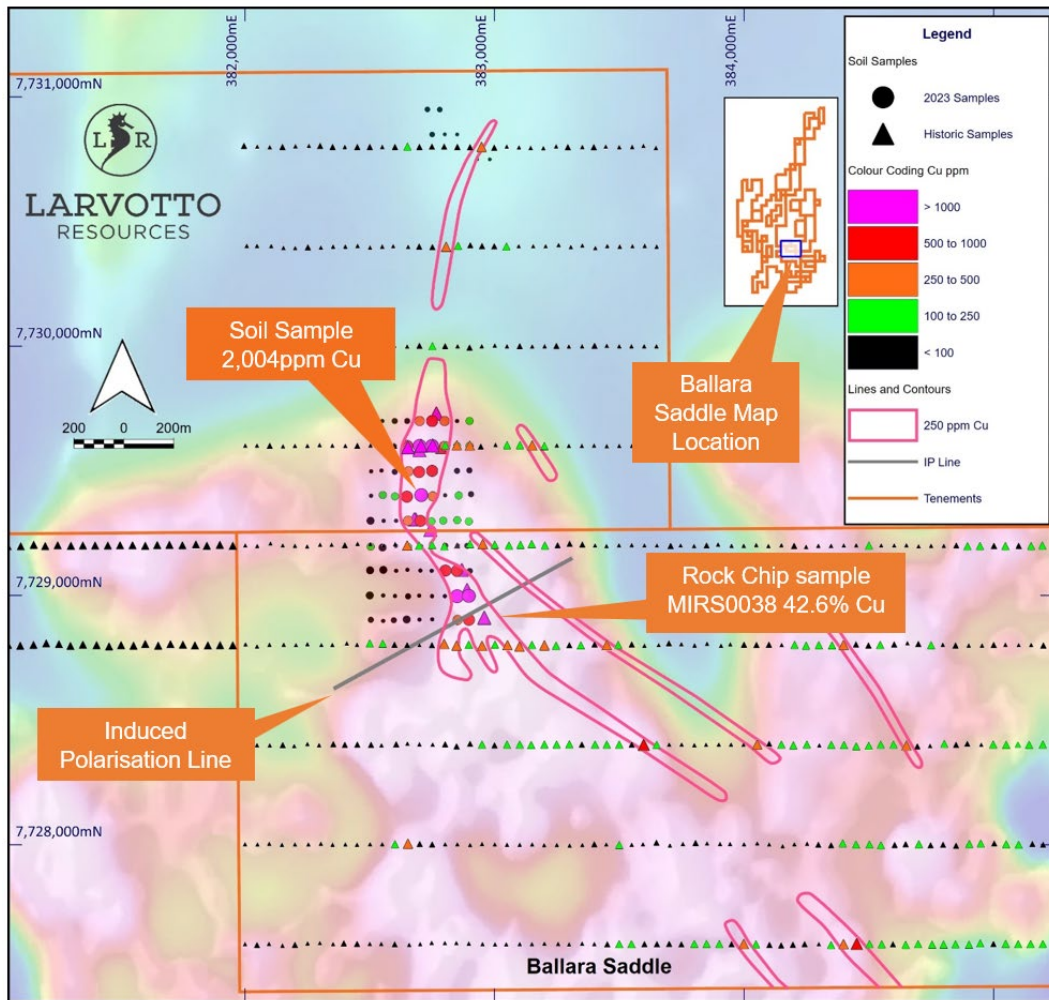 382,000mE
383,000mE
384,000mE
7,731,000mN
7,730,000mN
7,729,000mN
7,728,000mN
L R
LARVOTTO
RESOURCES
200 0 200m
Soil Sample
2,004ppm Cu
Ballara
Saddle Map
Location
Rock Chip sample
MIRS0038 42.6% Cu
Induced
Polarisation Line
Ballara Saddle
Legend
Soil Samples
2023 Samples
Historic Samples
Colour Coding Cu ppm
> 1000
500 to 1000
250 to 500
100 to 250
< 100
Lines and Contours
250 ppm Cu
IP Line
Tenements